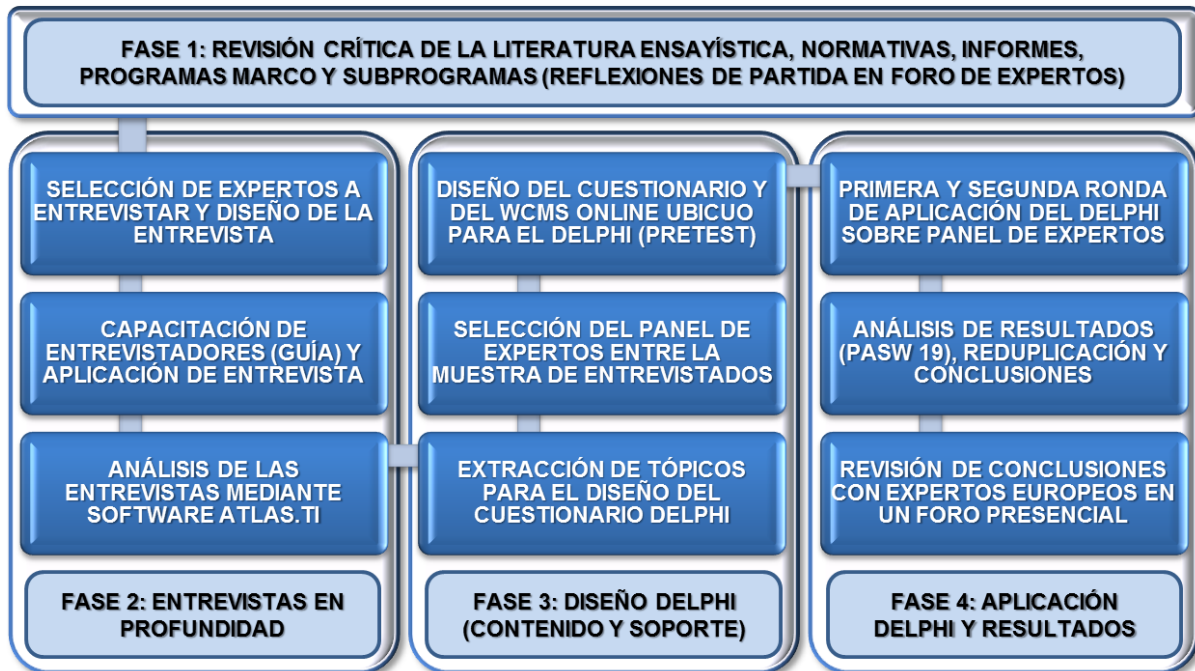 FASE 1: REVISIÓN CRÍTICA DE LA LITERATURA ENSAYÍSTICA, NORMATIVAS, INFORMES,
PROGRAMAS MARCO Y SUBPROGRAMAS (REFLEXIONES DE PARTIDA EN FORO DE EXPERTOS)
SELECCIÓN DE EXPERTOS A
ENTREVISTAR Y DISEÑO DE LA
ENTREVISTA
CAPACITACIÓN DE
ENTREVISTADORES (GUÍA) Y
APLICACIÓN DE ENTREVISTA
ANÁLISIS DE LAS
ENTREVISTAS MEDIANTE
SOFTWARE ATLAS.TI
FASE 2: ENTREVISTAS EN
PROFUNDIDAD
DISEÑO DEL CUESTIONARIO Y
DEL WCMS ONLINE UBICUO
PARA EL DELPHI (PRETEST)
SELECCIÓN DEL PANEL DE
EXPERTOS ENTRE LA
MUESTRA DE ENTREVISTADOS
EXTRACCIÓN DE TÓPICOS
PARA EL DISEÑO DEL
CUESTIONARIO DELPHI
FASE 3: DISEÑO DELPHI
(CONTENIDO Y SOPORTE)
PRIMERA Y SEGUNDA RONDA
DE APLICACIÓN DEL DELPHI
SOBRE PANEL DE EXPERTOS
ANÁLISIS DE RESULTADOS
(PASW 19), REDUPLICACIÓN Y
CONCLUSIONES
REVISIÓN DE CONCLUSIONES
CON EXPERTOS EUROPEOS EN
UN FORO PRESENCIAL
FASE 4: APLICACIÓN
DELPHI Y RESULTADOS